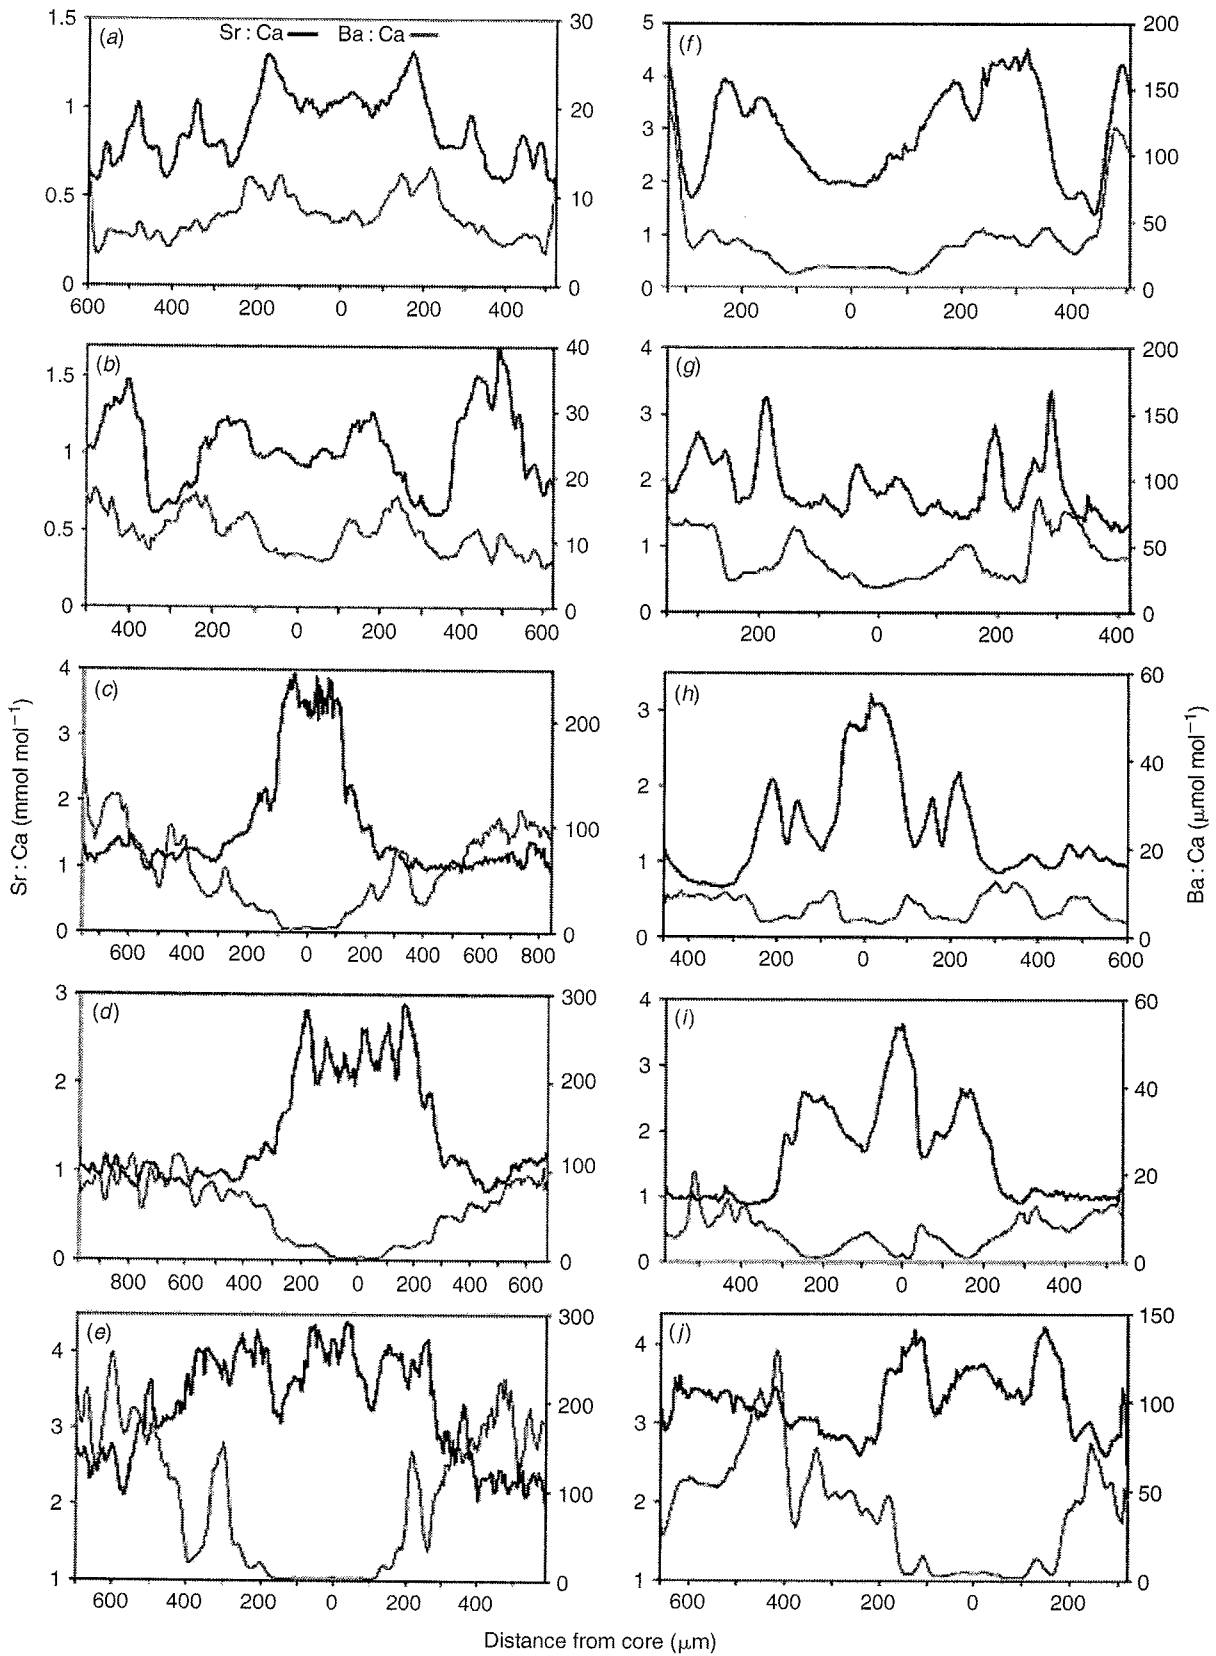 (a) Sr : Ca Ba : Ca
1.5 1 0.5 0
30 20 10 0
600 400 200 0 200 400
(f)
5 4 3 2 1 0
200 150 100 50 0
200 0 200 400
(b)
1.5 1 0.5 0
40 30 20 10 0
400 200 0 200 400 600
(g)
4 3 2 1 0
200 150 100 50 0
200 0 200 400
(c)
4 3 2 1 0
200 100 0
600 400 200 0 200 400 600 800
(h)
3 2 1 0
60 40 20 0
400 200 0 200 400 600
Sr : Ca (mmol mol−1)
Ba : Ca (μmol mol−1)
(d)
3 2 1 0
300 200 100 0
800 600 400 200 0 200 400 600
(i)
4 3 2 1 0
60 40 20 0
400 200 0 200 400
(e)
4 3 2 1
300 200 100 0
600 400 200 0 200 400
(j)
4 3 2 1
150 100 50 0
600 400 200 0 200
Distance from core (μm)